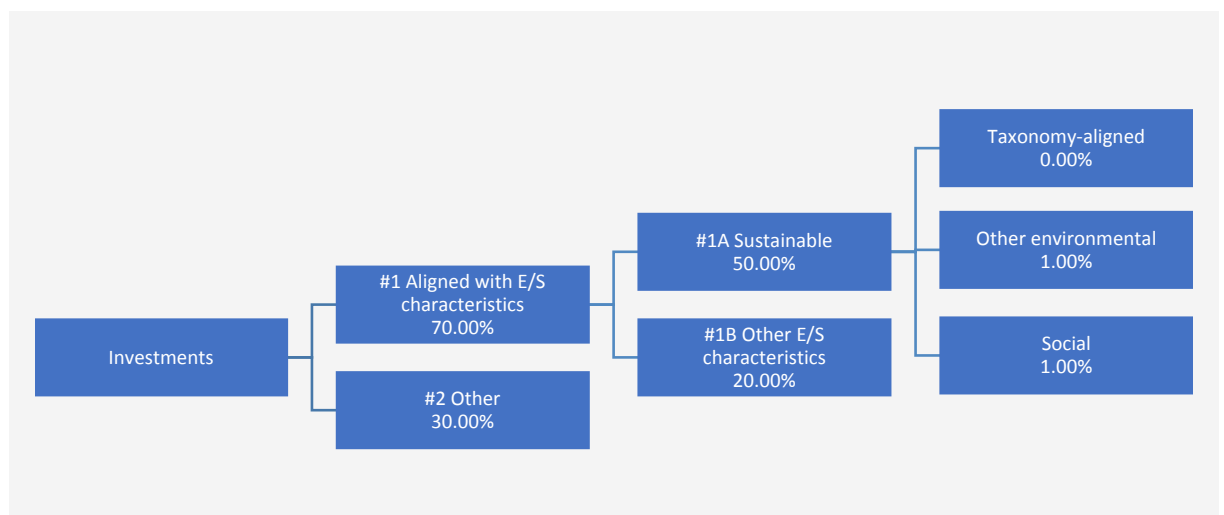 Investments
#1 Aligned with E/S
characteristics
70.00%
#2 Other
30.00%
#1A Sustainable
50.00%
#1B Other E/S
characteristics
20.00%
Taxonomy-aligned
0.00%
Other environmental
1.00%
Social
1.00%